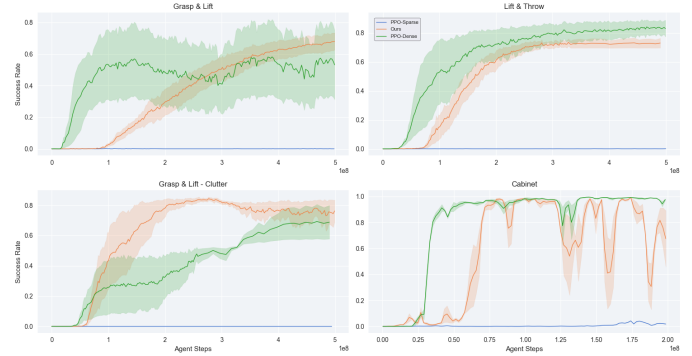 Grasp & Lift
Success Rate
0.8
0.6
0.4
0.2
0.0
0 1 2 3 4 5
1e8
Lift & Throw
PPO-Sparse
Ours
PPO-Dense
0.8
0.6
0.4
0.2
0.0
0 1 2 3 4 5
1e8
Grasp & Lift - Clutter
Success Rate
0.8
0.6
0.4
0.2
0.0
0 1 2 3 4 5
Agent Steps
1e8
Cabinet
1.0
0.8
0.6
0.4
0.2
0.0
0.00 0.25 0.50 0.75 1.00 1.25 1.50 1.75 2.00
Agent Steps
1e8